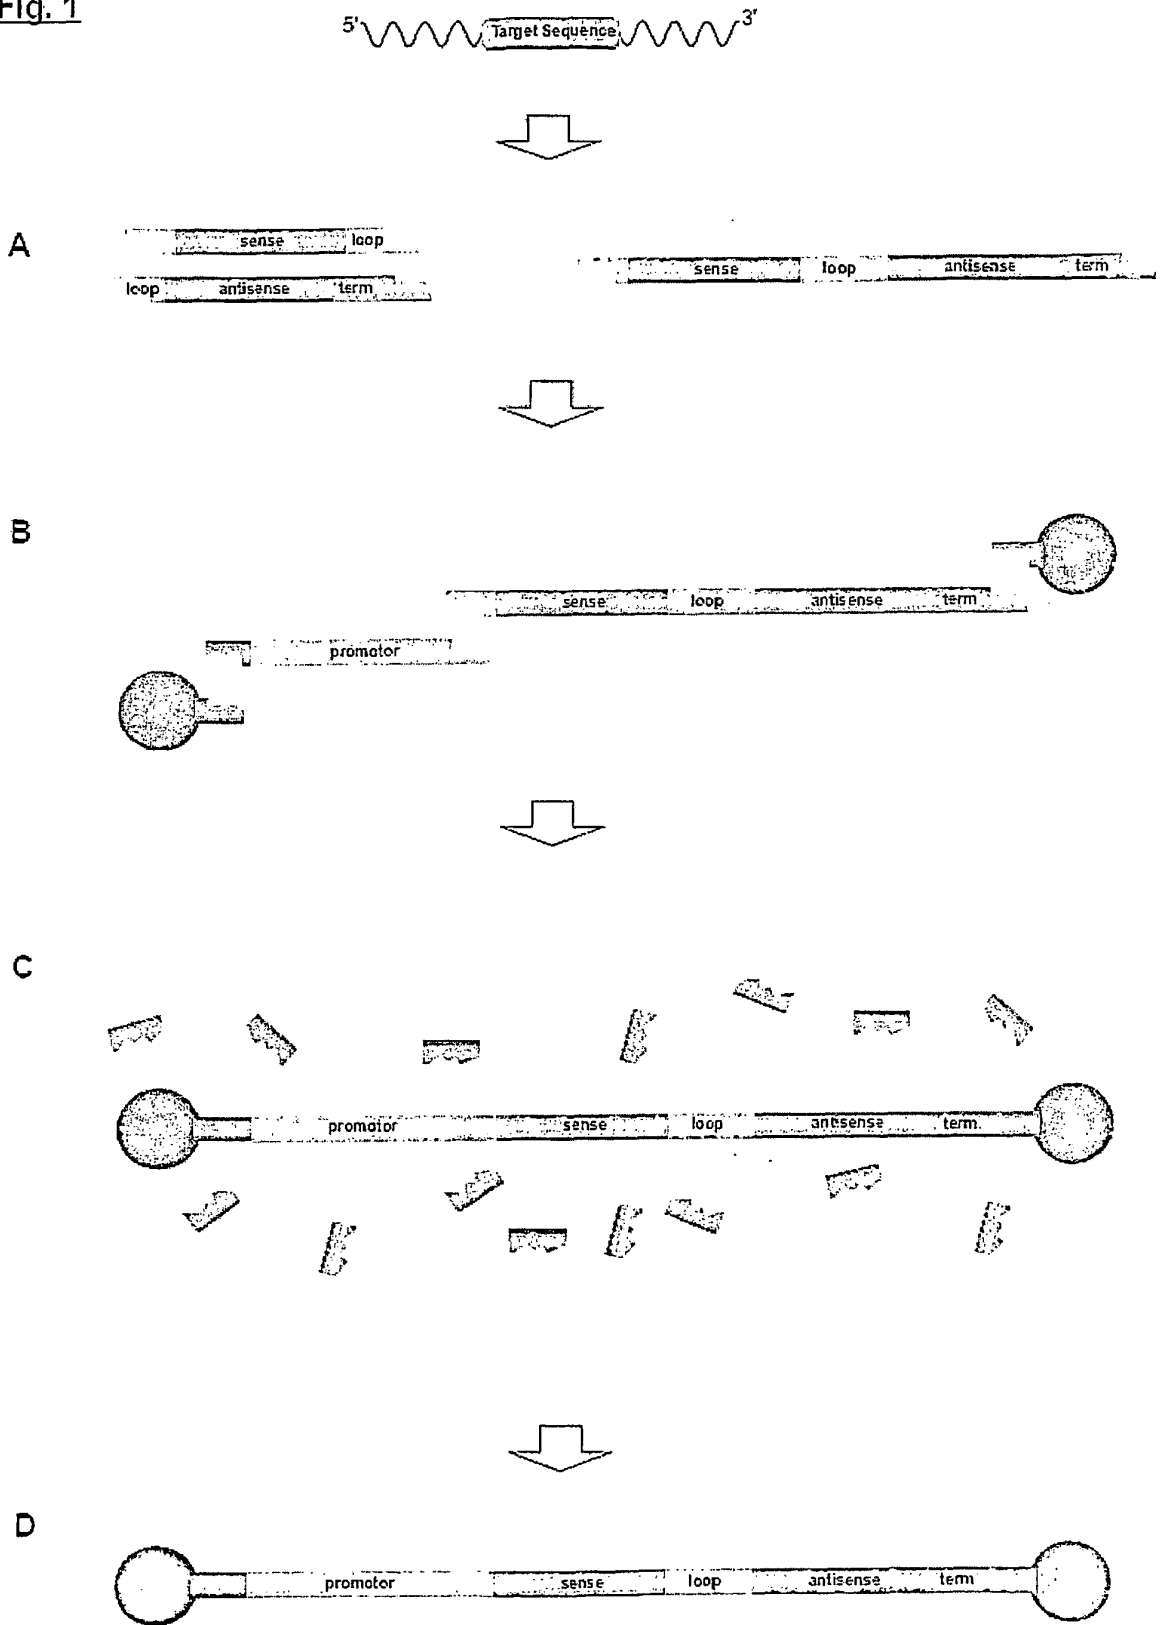 Fig. 1
5' Target Sequence 3'
A
sense loop
loop antisense term
sense loop antisense term
B
sense loop antisense term
promotor
C
promotor sense loop antisense term.
D
promotor sense loop antisense term